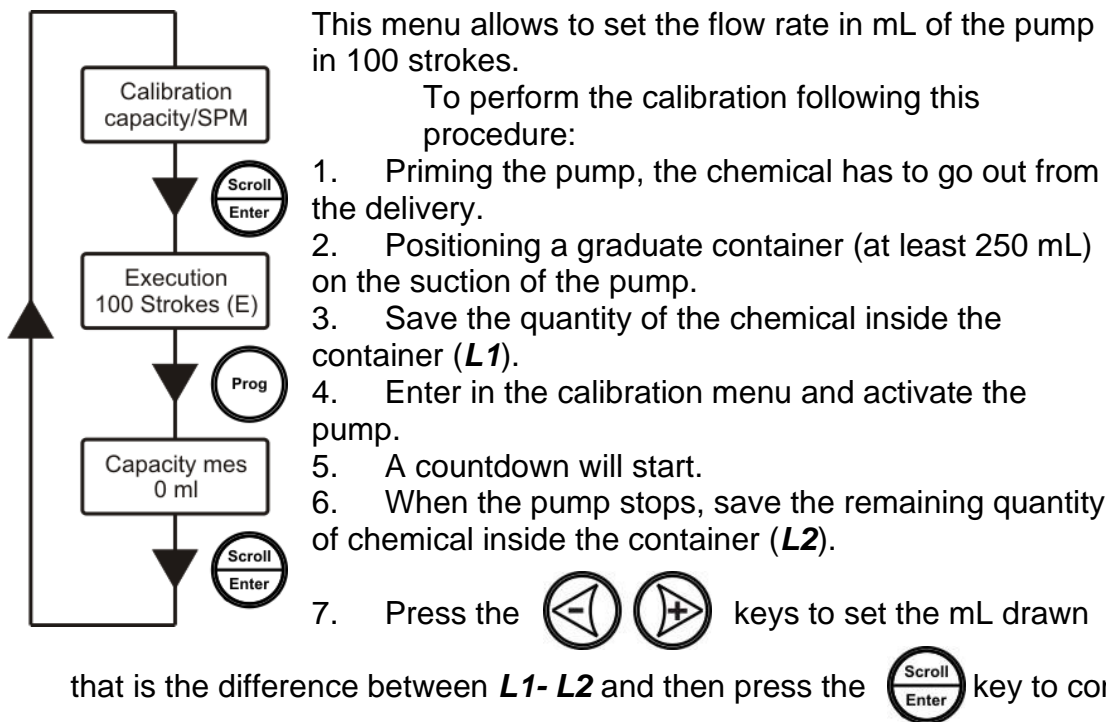 This menu allows to set the flow rate in mL of the pump
in 100 strokes.
To perform the calibration following this
procedure:
1. Priming the pump, the chemical has to go out from
the delivery.
2. Positioning a graduate container (at least 250 mL)
on the suction of the pump.
3. Save the quantity of the chemical inside the
container (L1).
4. Enter in the calibration menu and activate the
pump.
5. A countdown will start.
6. When the pump stops, save the remaining quantity
of chemical inside the container (L2).
7. Press the - + keys to set the mL drawn
that is the difference between L1- L2 and then press the Scroll Enter key to
Calibration
capacity/SPM
Scroll
Enter
Execution
100 Strokes (E)
Prog
Capacity mes
0 ml
Scroll
Enter